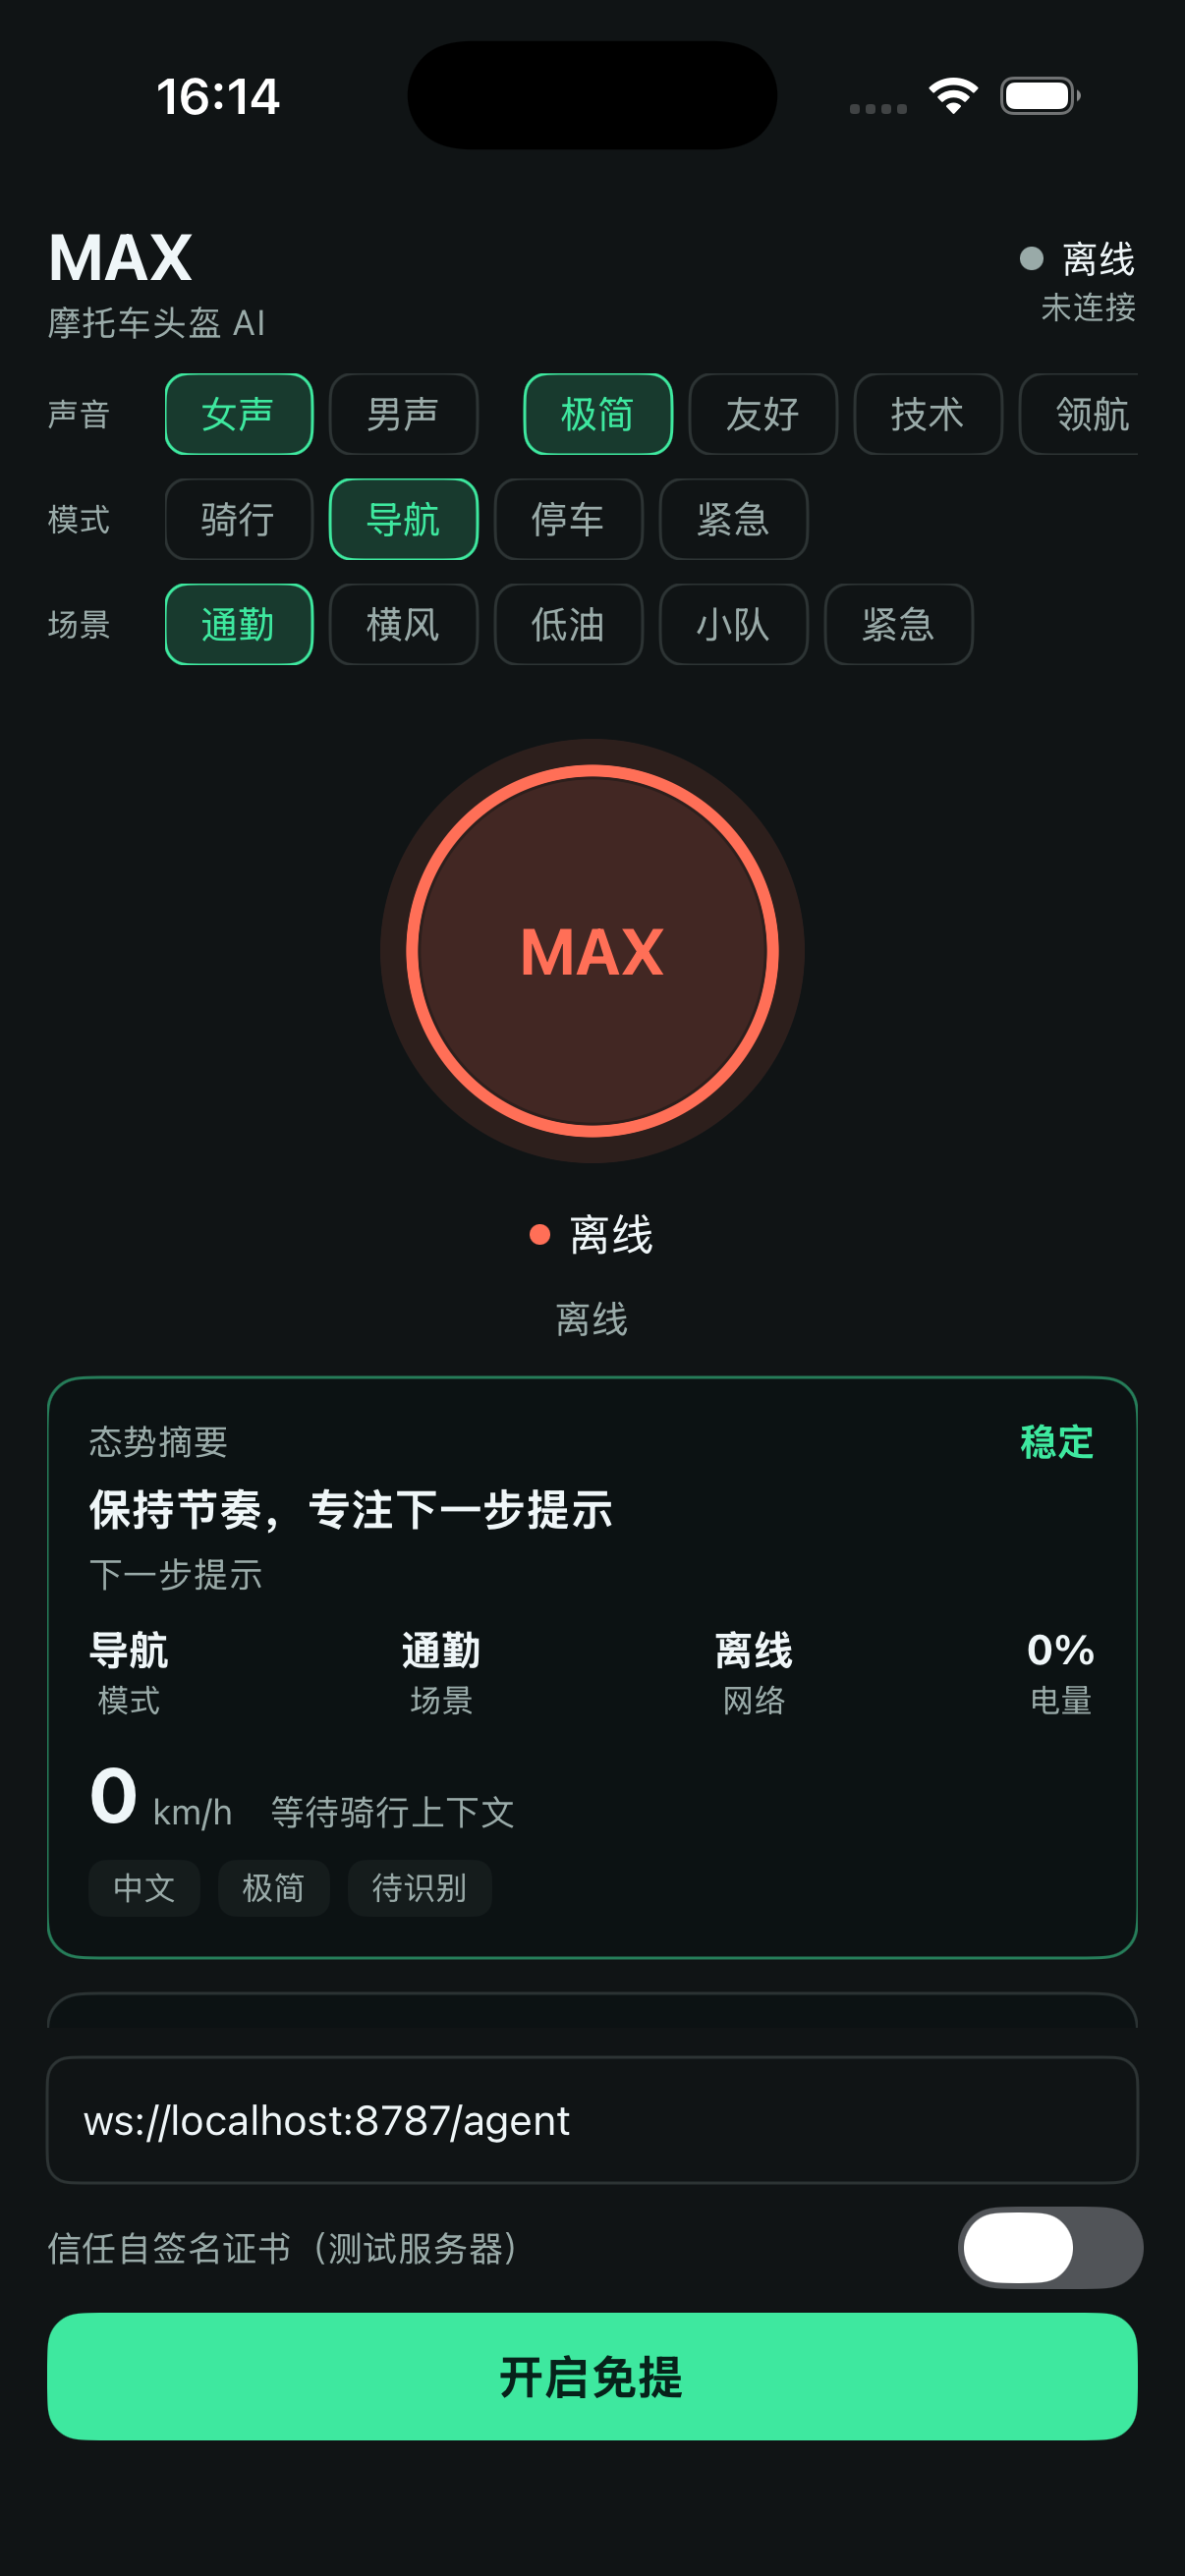 16:14
MAX
离线
摩托车头盔 AI
未连接
声音 女声 男声 极简 友好 技术 领航
模式 骑行 导航 停车 紧急
场景 通勤 横风 低油 小队 紧急
MAX
离线
离线
态势摘要 稳定
保持节奏，专注下一步提示
下一步提示
导航 通勤 离线 0%
模式 场景 网络 电量
0 km/h 等待骑行上下文
中文 极简 待识别
ws://localhost:8787/agent
信任自签名证书（测试服务器）
开启免提